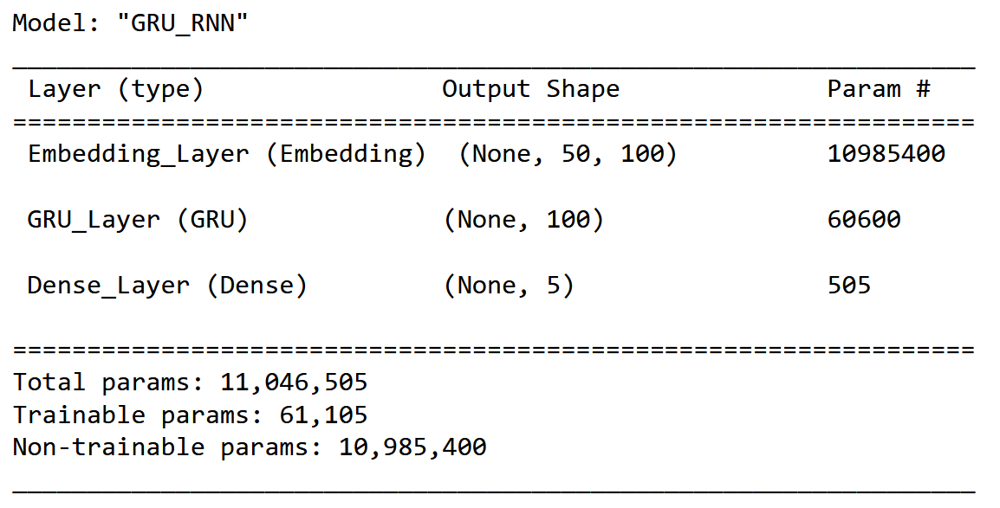 Model: "GRU_RNN"
_________________________________________________________________
Layer (type) Output Shape Param #
=================================================================
Embedding_Layer (Embedding) (None, 50, 100) 10985400
GRU_Layer (GRU) (None, 100) 60600
Dense_Layer (Dense) (None, 5) 505
=================================================================
Total params: 11,046,505
Trainable params: 61,105
Non-trainable params: 10,985,400
_________________________________________________________________